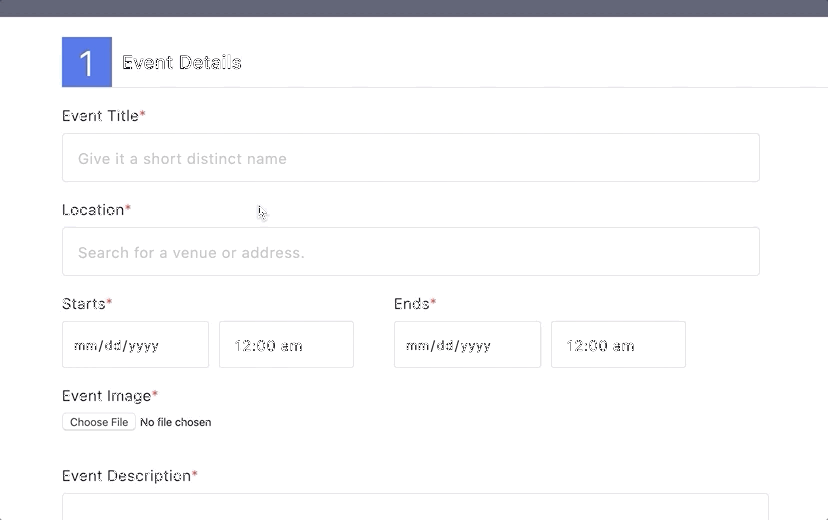 1 Event Details
Event Title*
Give it a short distinct name
Location*
Search for a venue or address.
Starts* Ends*
mm/dd/yyyy 12:00 am mm/dd/yyyy 12:00 am
Event Image*
Choose File No file chosen
Event Description*